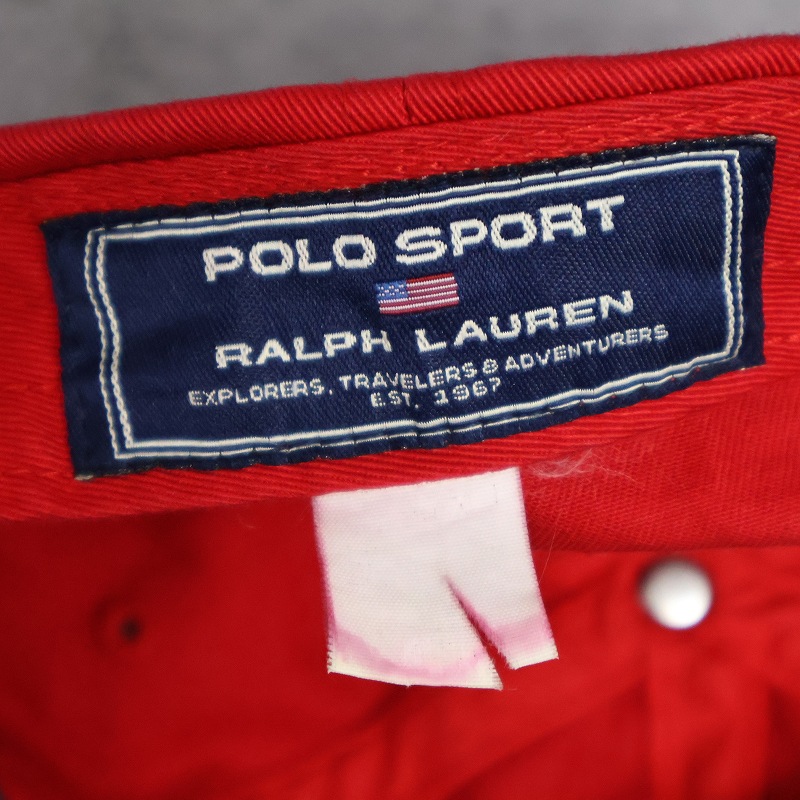 POLO SPORT
RALPH LAUREN
EXPLORERS, TRAVELERS & ADVENTURERS
EST. 1967